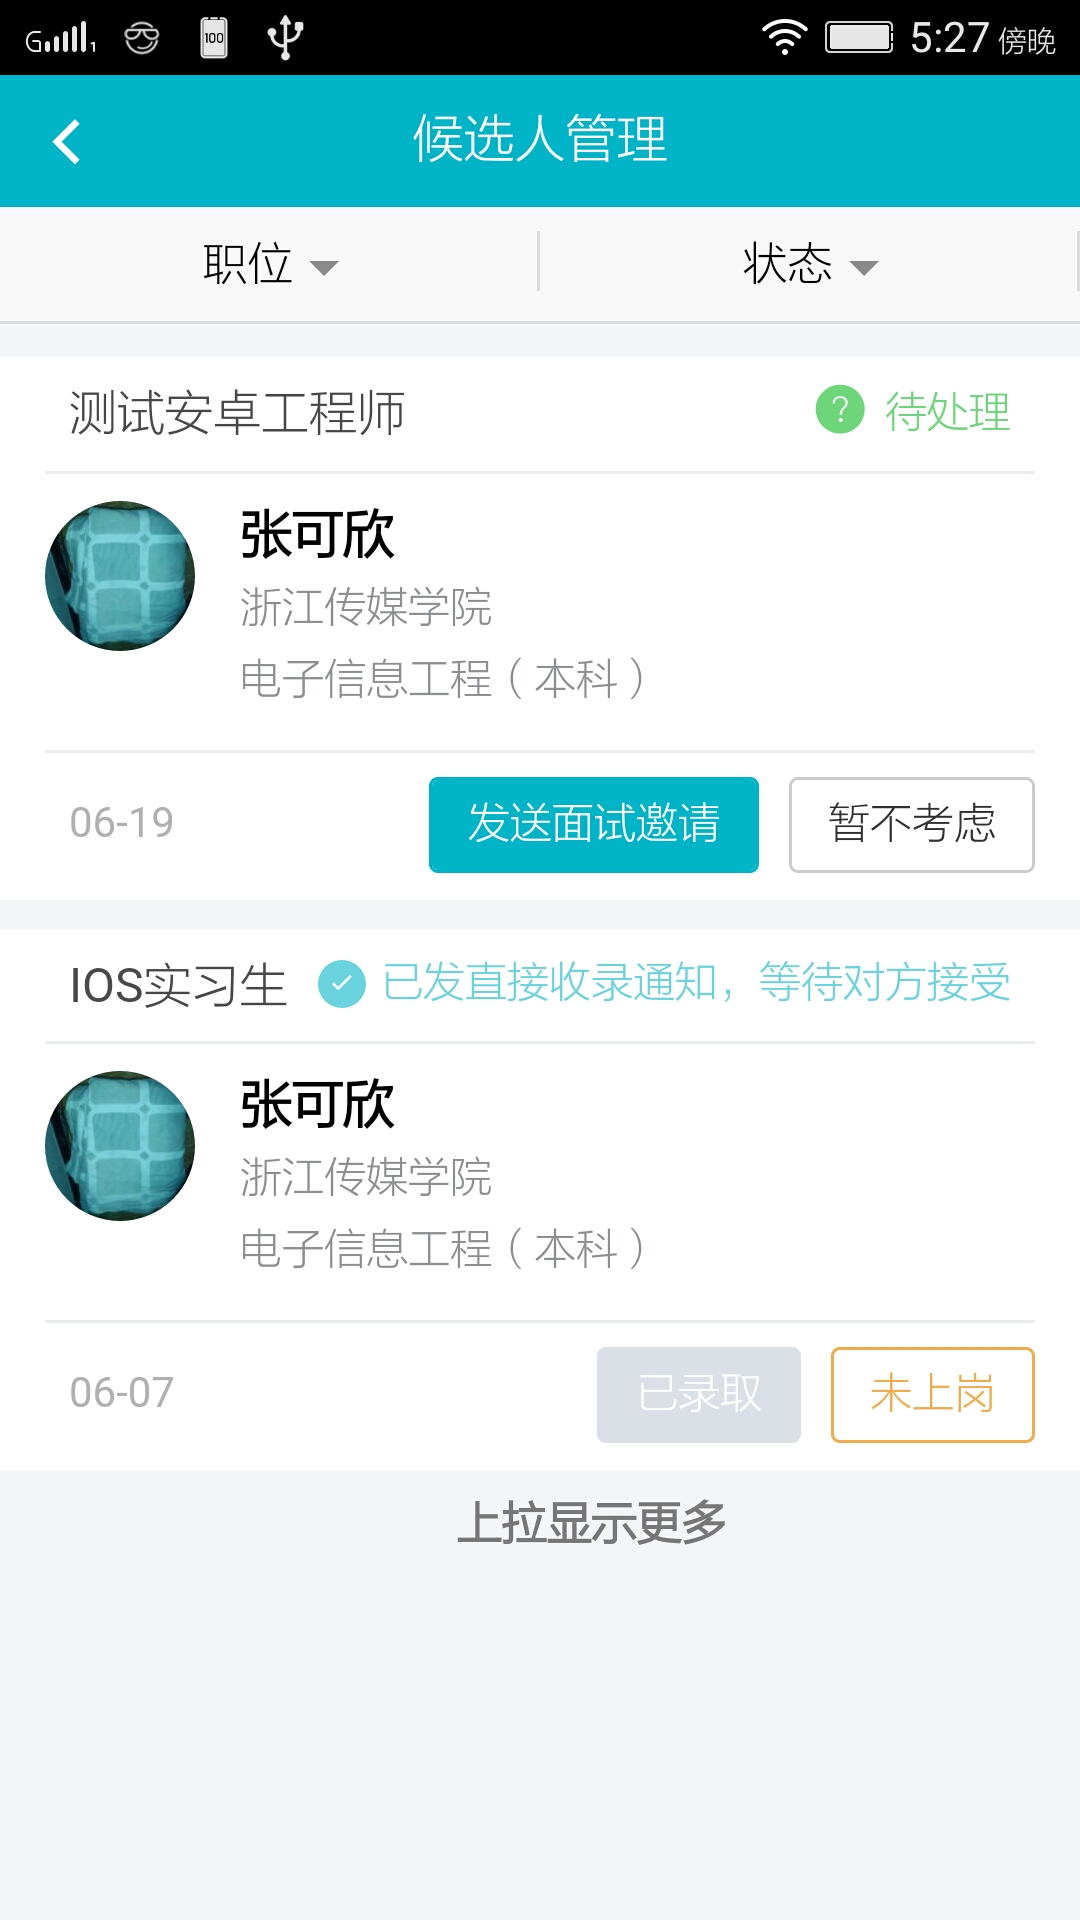 G 1 100 5:27 傍晚
候选人管理
职位 状态
测试安卓工程师 ? 待处理
张可欣
浙江传媒学院
电子信息工程（本科）
06-19 发送面试邀请 暂不考虑
IOS实习生 已发直接收录通知，等待对方接受
张可欣
浙江传媒学院
电子信息工程（本科）
06-07 已录取 未上岗
上拉显示更多